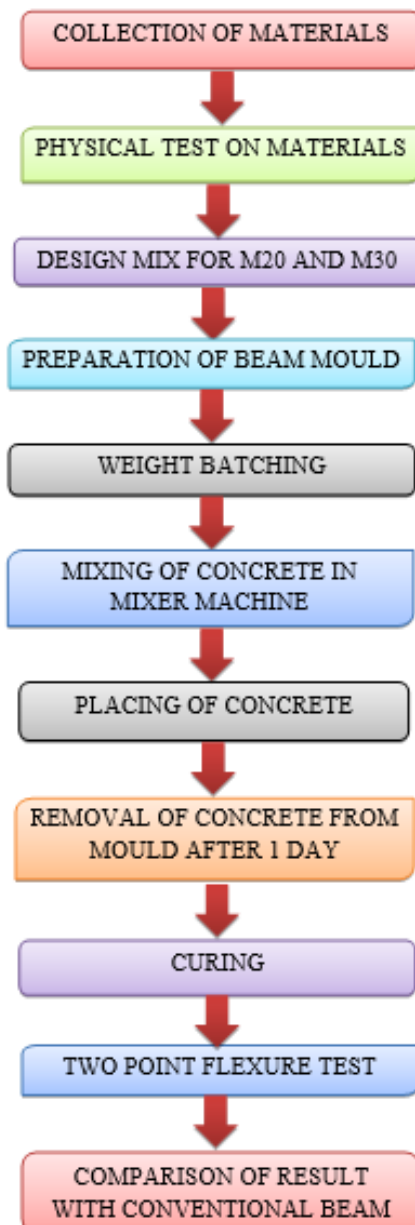 COLLECTION OF MATERIALS
PHYSICAL TEST ON MATERIALS
DESIGN MIX FOR M20 AND M30
PREPARATION OF BEAM MOULD
WEIGHT BATCHING
MIXING OF CONCRETE IN
MIXER MACHINE
PLACING OF CONCRETE
REMOVAL OF CONCRETE FROM
MOULD AFTER 1 DAY
CURING
TWO POINT FLEXURE TEST
COMPARISON OF RESULT
WITH CONVENTIONAL BEAM